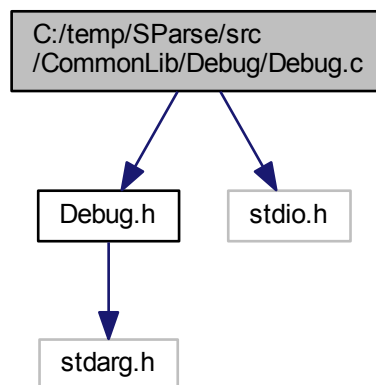 C:/temp/SParse/src
/CommonLib/Debug/Debug.c
Debug.h
stdio.h
stdarg.h